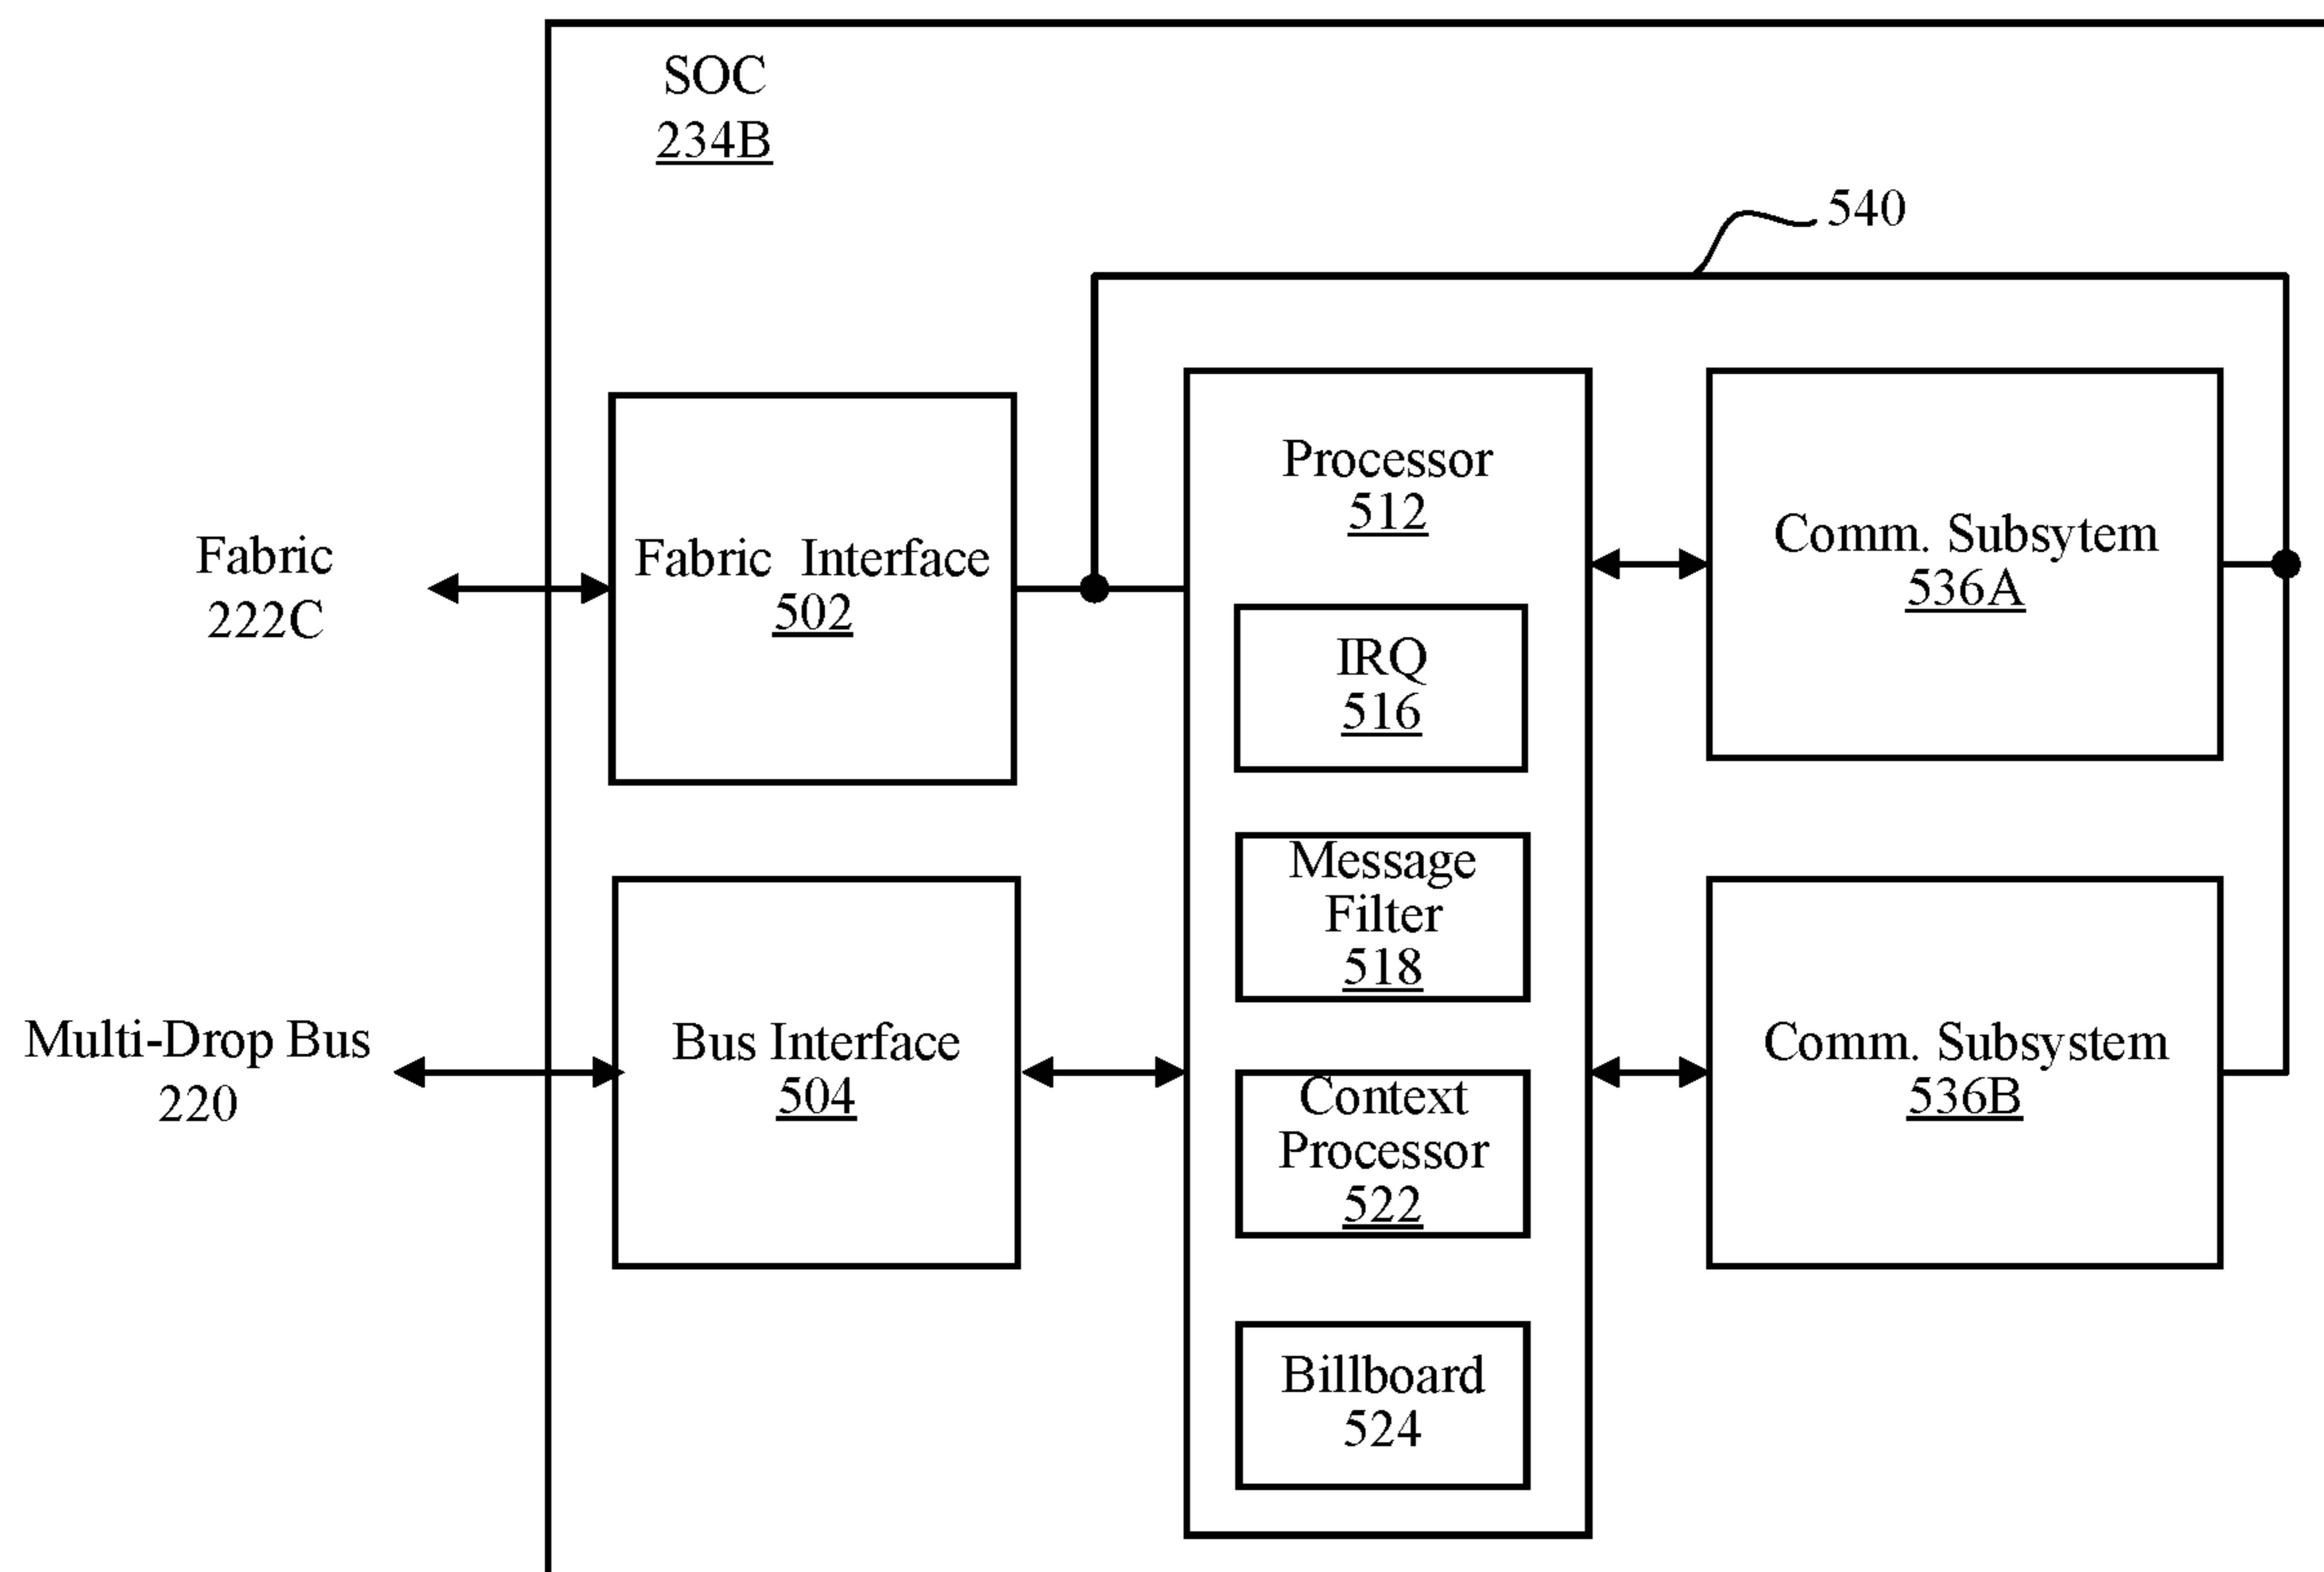 SOC
234B
540
Fabric
222C
Fabric Interface
502
Processor
512
IRQ
516
Message
Filter
518
Context
Processor
522
Billboard
524
Comm. Subsytem
536A
Multi-Drop Bus
220
Bus Interface
504
Comm. Subsystem
536B